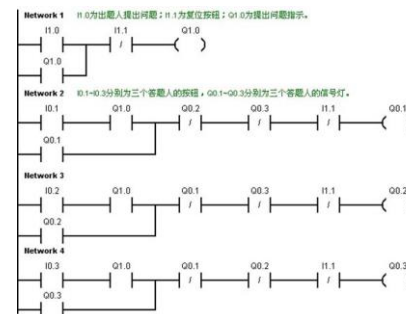 Network 1 I1.0为出题人提出问题；I1.1为复位按钮；Q1.0为提出问题指示。
I1.0 I1.1 Q1.0
/
Q1.0
Network 2 I0.1-I0.3分别为三个答题人的按钮，Q0.1-Q0.3分别为三个答题人的信号灯。
I0.1 Q1.0 Q0.2 Q0.3 I1.1 Q0.1
/ / /
Q0.1
Network 3
I0.2 Q1.0 Q0.1 Q0.3 I1.1 Q0.2
/ / /
Q0.2
Network 4
I0.3 Q1.0 Q0.1 Q0.2 I1.1 Q0.3
/ / /
Q0.3